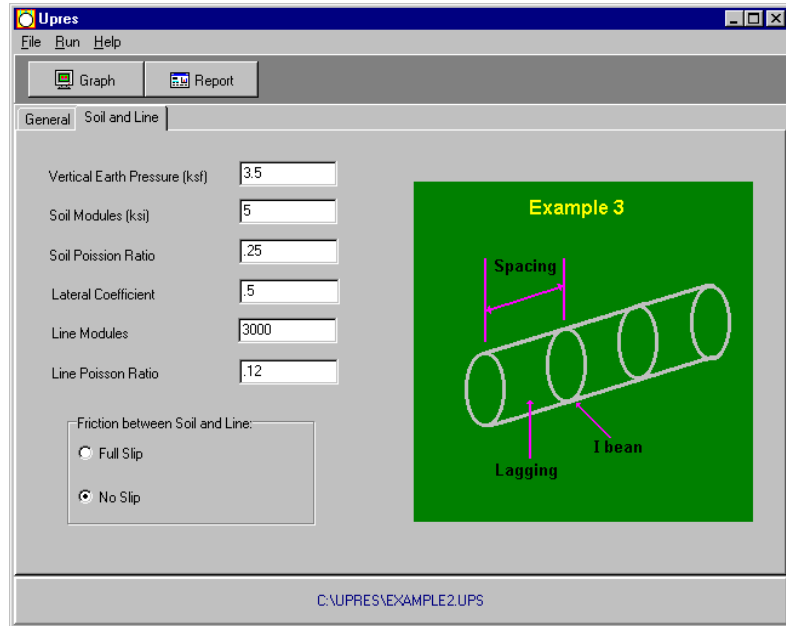 Upres
File Run Help
Graph Report
General Soil and Line
Vertical Earth Pressure (ksf) 3.5
Soil Modules (ksi) 5
Soil Poission Ratio .25
Lateral Coefficient .5
Line Modules 3000
Line Poisson Ratio .12
Friction between Soil and Line:
Full Slip
No Slip
Example 3
Spacing
I bean
Lagging
C:\UPRES\EXAMPLE2.UPS